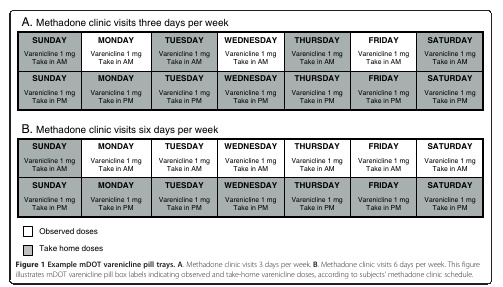 A. Methadone clinic visits three days per week
SUNDAY MONDAY TUESDAY WEDNESDAY THURSDAY FRIDAY SATURDAY
Varenicline 1 mg Varenicline 1 mg Varenicline 1 mg Varenicline 1 mg Varenicline 1 mg Varenicline 1 mg Varenicline 1 mg
Take in AM Take in AM Take in AM Take in AM Take in AM Take in AM Take in AM
SUNDAY MONDAY TUESDAY WEDNESDAY THURSDAY FRIDAY SATURDAY
Varenicline 1 mg Varenicline 1 mg Varenicline 1 mg Varenicline 1 mg Varenicline 1 mg Varenicline 1 mg Varenicline 1 mg
Take in PM Take in PM Take in PM Take in PM Take in PM Take in PM Take in PM
B. Methadone clinic visits six days per week
SUNDAY MONDAY TUESDAY WEDNESDAY THURSDAY FRIDAY SATURDAY
Varenicline 1 mg Varenicline 1 mg Varenicline 1 mg Varenicline 1 mg Varenicline 1 mg Varenicline 1 mg Varenicline 1 mg
Take in AM Take in AM Take in AM Take in AM Take in AM Take in AM Take in AM
SUNDAY MONDAY TUESDAY WEDNESDAY THURSDAY FRIDAY SATURDAY
Varenicline 1 mg Varenicline 1 mg Varenicline 1 mg Varenicline 1 mg Varenicline 1 mg Varenicline 1 mg Varenicline 1 mg
Take in PM Take in PM Take in PM Take in PM Take in PM Take in PM Take in PM
Observed doses
Take home doses
Figure 1 Example mDOT varenicline pill trays. A. Methadone clinic visits 3 days per week. B. Methadone clinic visits 6 days per week. This figure
illustrates mDOT varenicline pill box labels indicating observed and take-home varenicline doses, according to subjects' methadone clinic schedule.